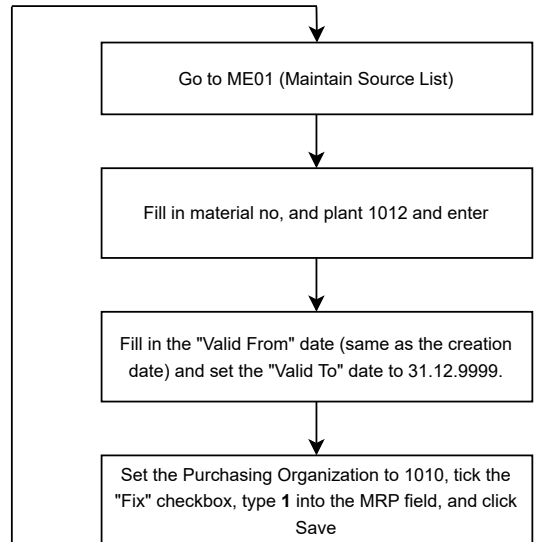 Go to ME01 (Maintain Source List)
Fill in material no, and plant 1012 and enter
Fill in the "Valid From" date (same as the creation
date) and set the "Valid To" date to 31.12.9999.
Set the Purchasing Organization to 1010, tick the
"Fix" checkbox, type 1 into the MRP field, and click
Save